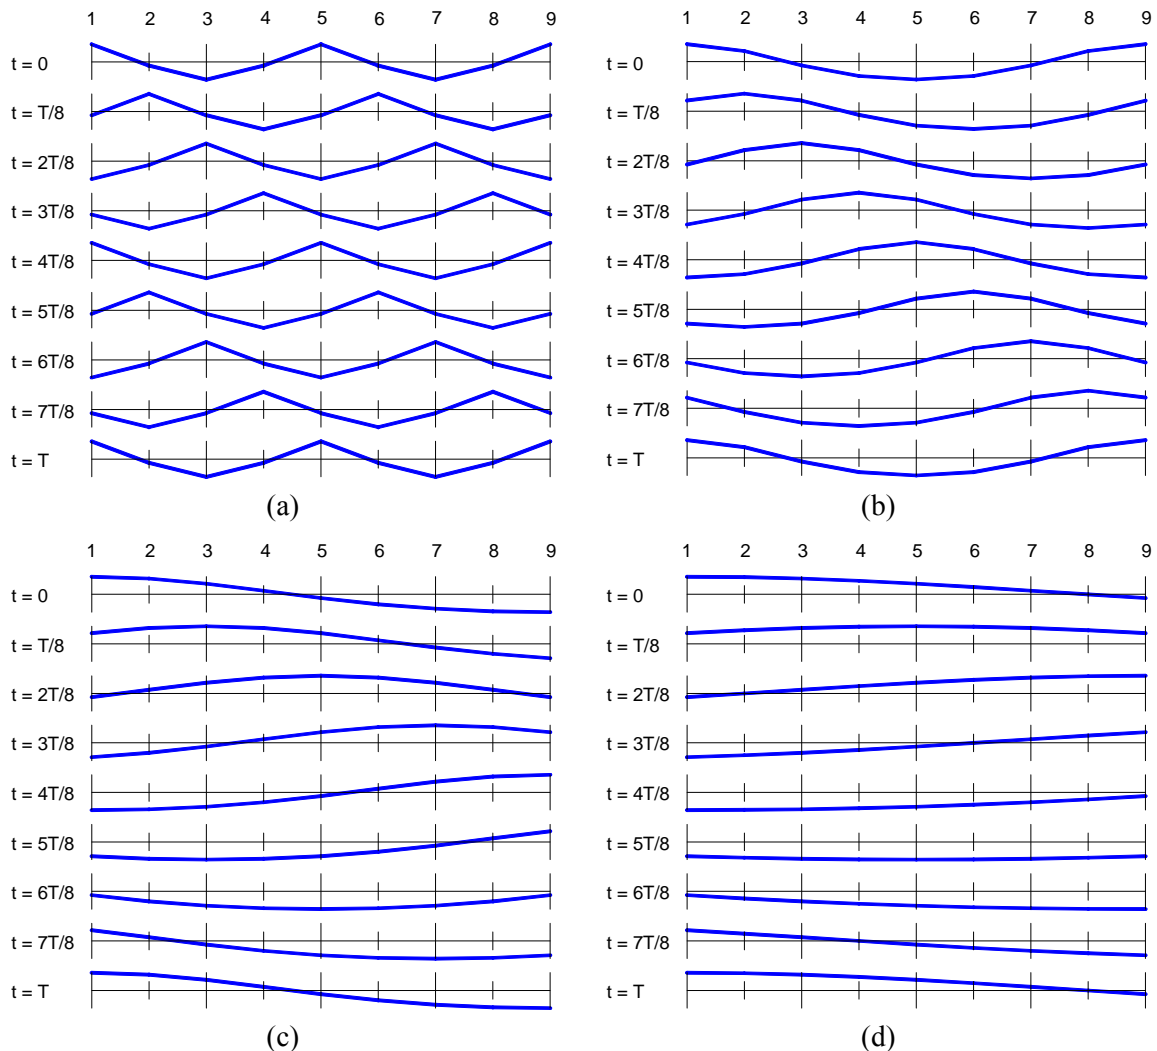 1 2 3 4 5 6 7 8 9
t = 0
t = T/8
t = 2T/8
t = 3T/8
t = 4T/8
t = 5T/8
t = 6T/8
t = 7T/8
t = T
(a)
1 2 3 4 5 6 7 8 9
t = 0
t = T/8
t = 2T/8
t = 3T/8
t = 4T/8
t = 5T/8
t = 6T/8
t = 7T/8
t = T
(b)
1 2 3 4 5 6 7 8 9
t = 0
t = T/8
t = 2T/8
t = 3T/8
t = 4T/8
t = 5T/8
t = 6T/8
t = 7T/8
t = T
(c)
1 2 3 4 5 6 7 8 9
t = 0
t = T/8
t = 2T/8
t = 3T/8
t = 4T/8
t = 5T/8
t = 6T/8
t = 7T/8
t = T
(d)